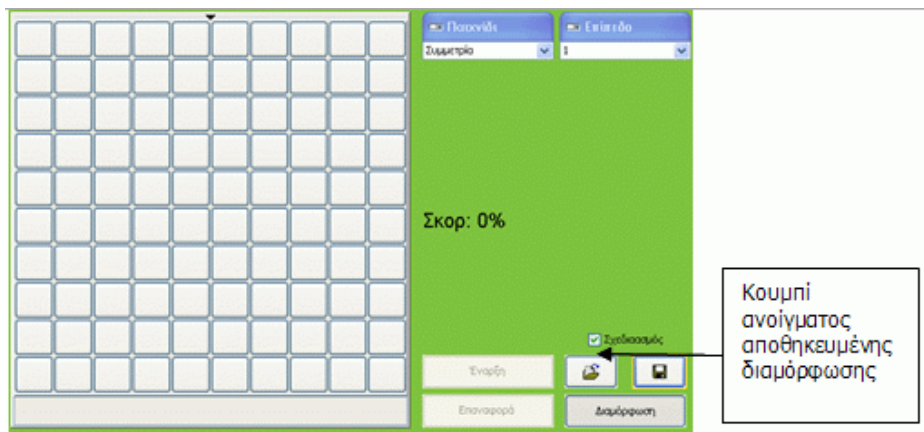 Παιχνίδι
Επίπεδο
Συμμετρία
1
Σκορ: 0%
Σχεδιασμός
Έναρξη
Επαναφορά
Διαμόρφωση
Κουμπί
ανοίγματος
αποθηκευμένης
διαμόρφωσης